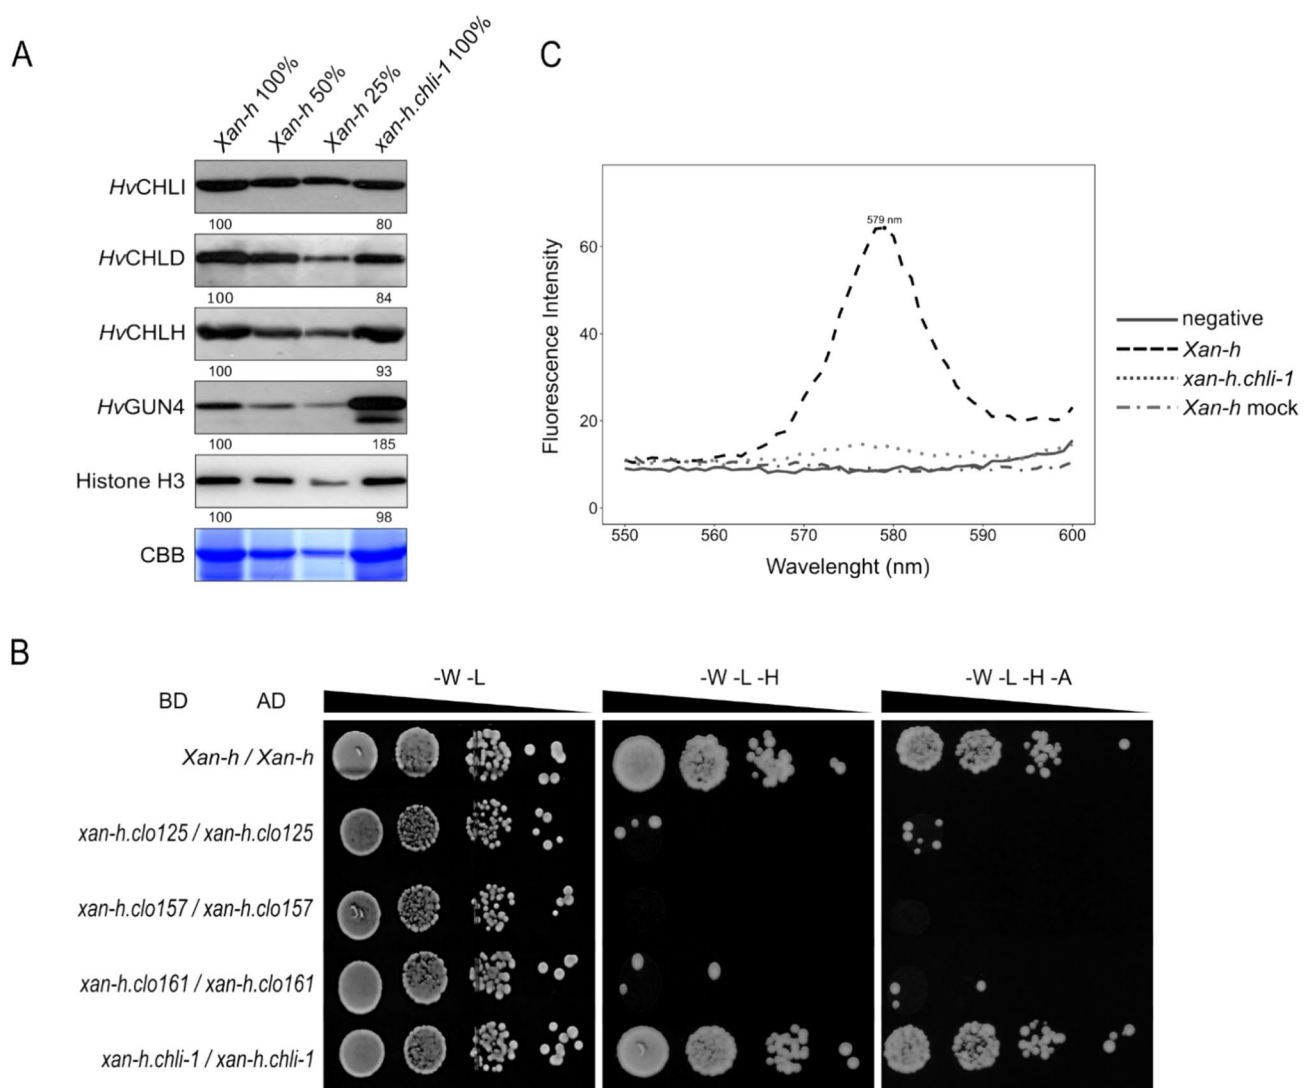 A
Xan-h 100%
Xan-h 50%
Xan-h 25%
xan-h.chli-1 100%
HvCHLI
100 80
HvCHLD
100 84
HvCHLH
100 93
HvGUN4
100 185
Histone H3
100 98
CBB
C
579 nm
Fluorescence Intensity
60
40
20
0
550 560 570 580 590 600
Wavelenght (nm)
negative
Xan-h
xan-h.chli-1
Xan-h mock
B
BD AD
-W -L
-W -L -H
-W -L -H -A
Xan-h / Xan-h
xan-h.clo125 / xan-h.clo125
xan-h.clo157 / xan-h.clo157
xan-h.clo161 / xan-h.clo161
xan-h.chli-1 / xan-h.chli-1